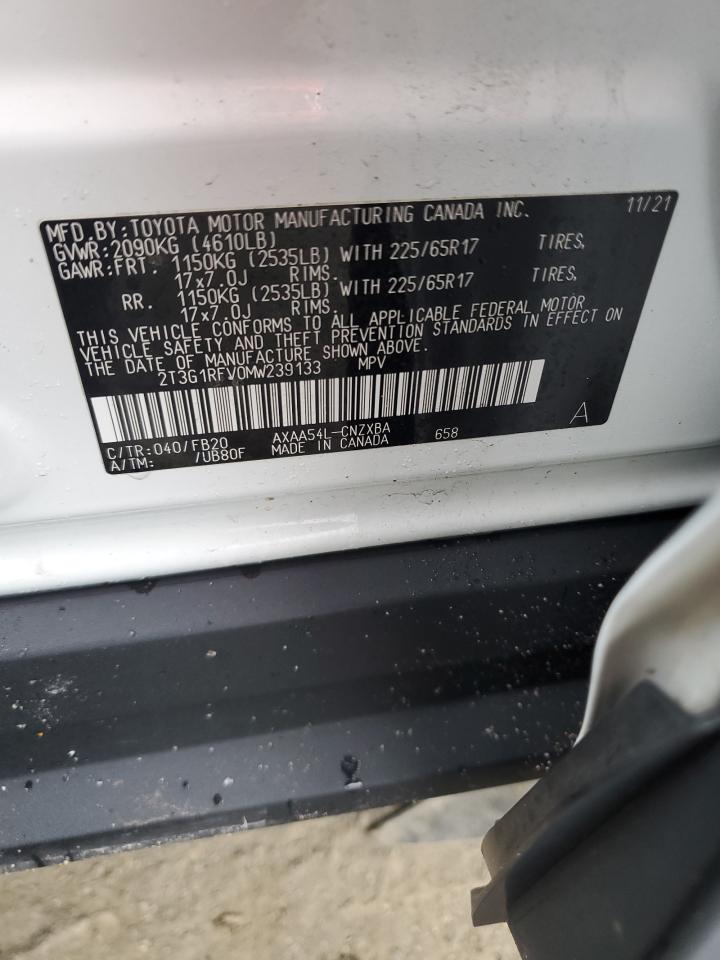 MFD. BY: TOYOTA MOTOR MANUFACTURING CANADA INC. 11/21
GVWR: 2090KG (4610LB)
GAWR: FRT. 1150KG (2535LB) WITH 225/65R17 TIRES,
17x7.0J RIMS.
RR. 1150KG (2535LB) WITH 225/65R17 TIRES,
17x7.0J RIMS.
THIS VEHICLE CONFORMS TO ALL APPLICABLE FEDERAL MOTOR
VEHICLE SAFETY AND THEFT PREVENTION STANDARDS IN EFFECT ON
THE DATE OF MANUFACTURE SHOWN ABOVE.
2T3G1RFV0MW239133 MPV
C/TR: 040/FB20 AXAA54L-CNZXBA 658 A
A/TM: /UB80F MADE IN CANADA